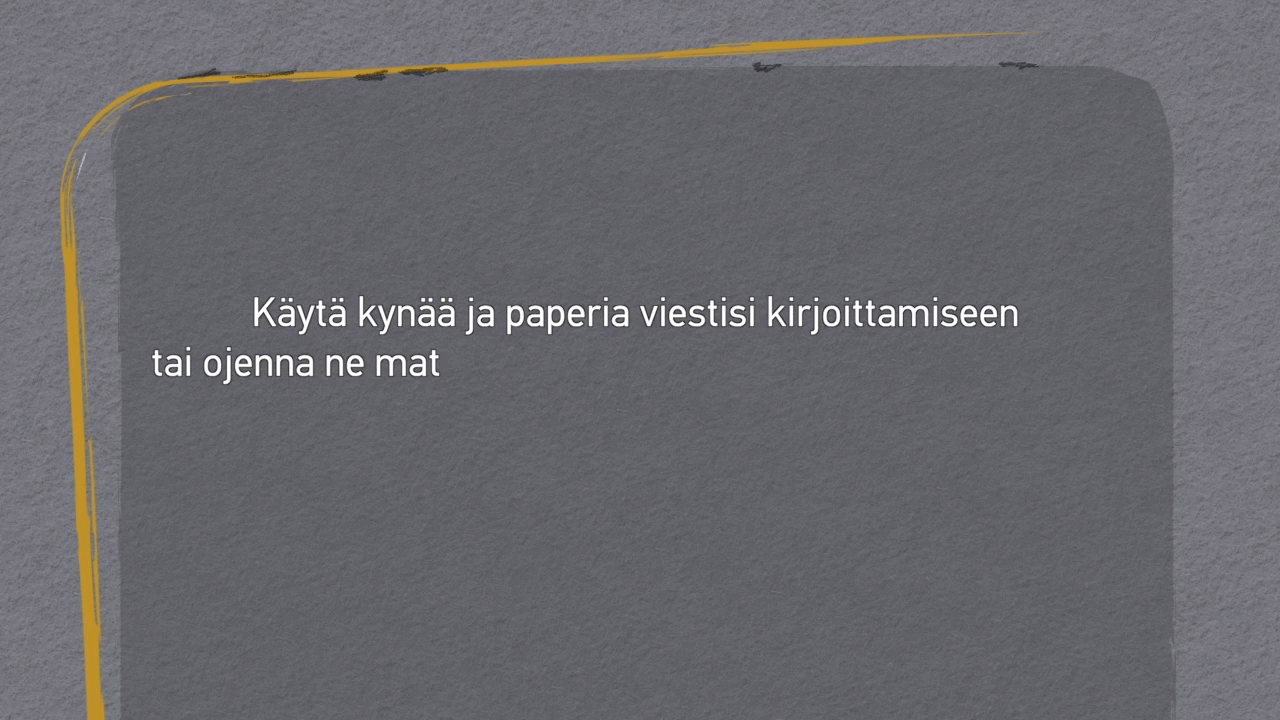 Käytä kynää ja paperia viestisi kirjoittamiseen
tai ojenna ne mat